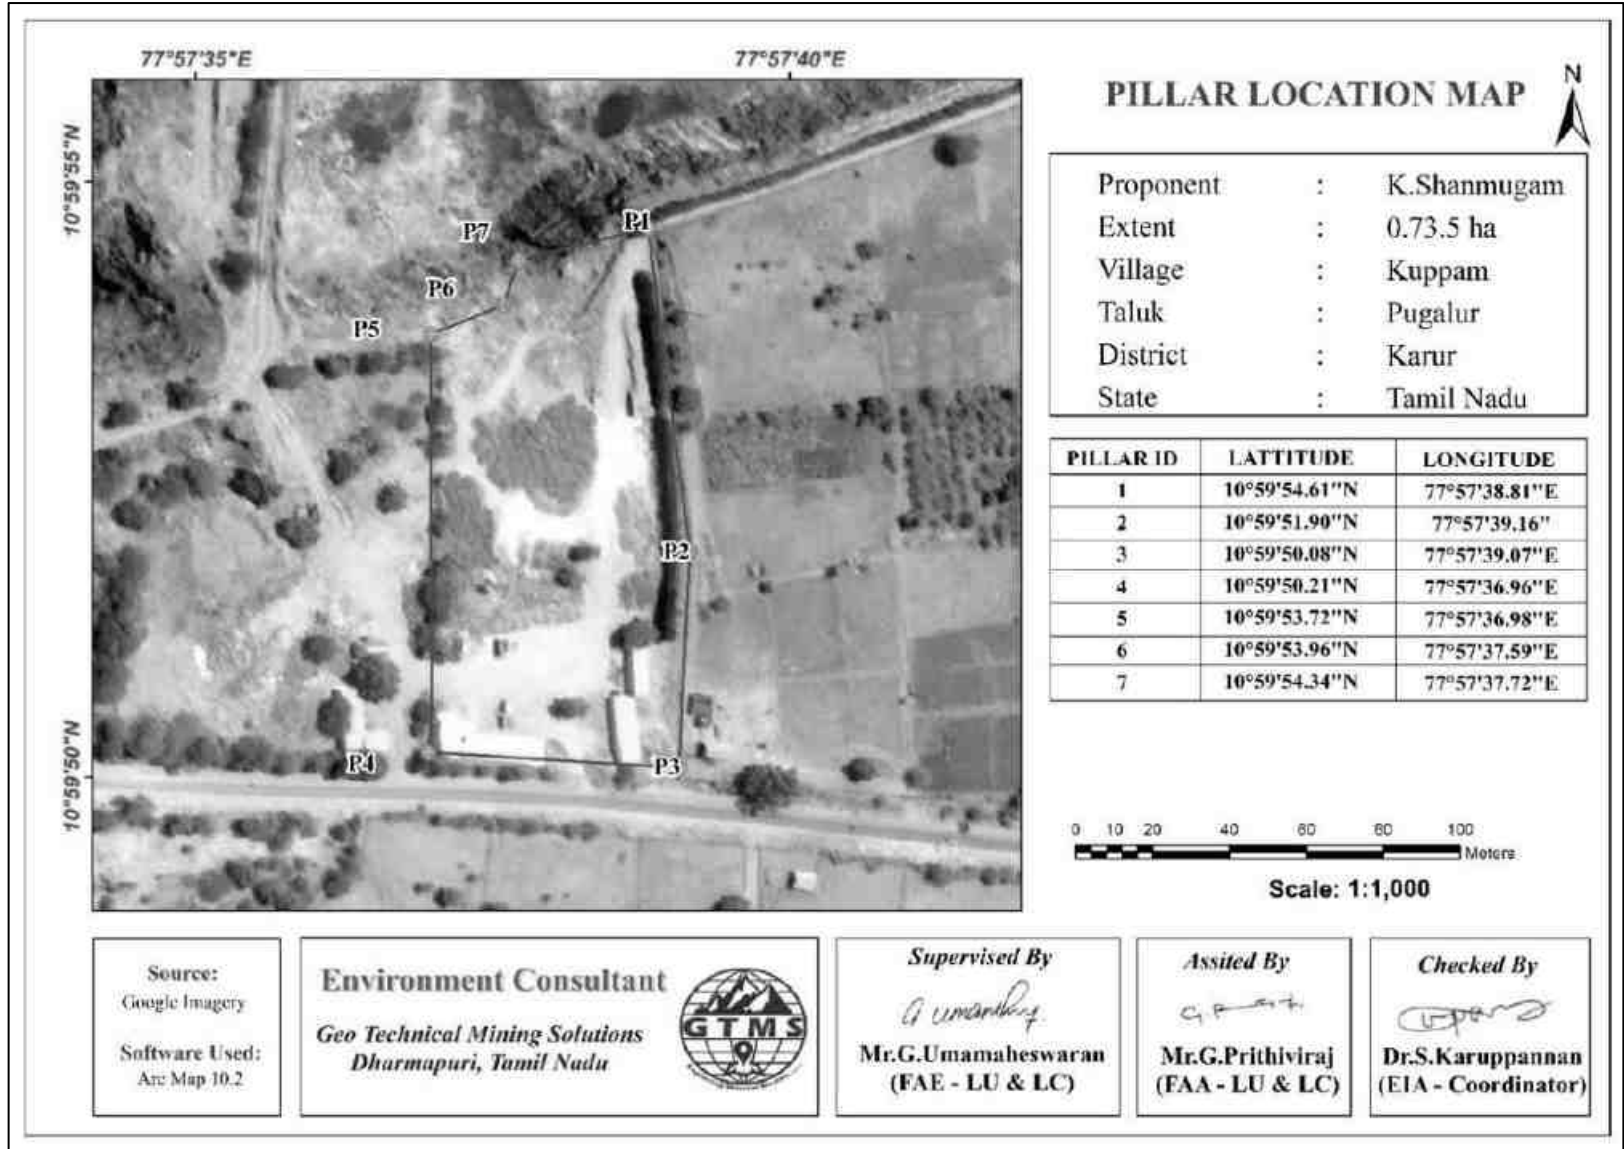 77°57'35"E
77°57'40"E
10°59'55"N
10°59'50"N
P1
P7
P6
P5
P2
P4
P3
PILLAR LOCATION MAP
N
Proponent : K.Shanmugam
Extent : 0.73.5 ha
Village : Kuppam
Taluk : Pugalur
District : Karur
State : Tamil Nadu
PILLAR ID LATTITUDE LONGITUDE
1 10°59'54.61"N 77°57'38.81"E
2 10°59'51.90"N 77°57'39.16"
3 10°59'50.08"N 77°57'39.07"E
4 10°59'50.21"N 77°57'36.96"E
5 10°59'53.72"N 77°57'36.98"E
6 10°59'53.96"N 77°57'37.59"E
7 10°59'54.34"N 77°57'37.72"E
0 10 20 40 60 80 100
Meters
Scale: 1:1,000
Source:
Google Imagery
Software Used:
Arc Map 10.2
Environment Consultant
Geo Technical Mining Solutions
Dharmapuri, Tamil Nadu
GTMS
Supervised By
Mr.G.Umamaheswaran
(FAE - LU & LC)
Assited By
Mr.G.Prithiviraj
(FAA - LU & LC)
Checked By
Dr.S.Karuppannan
(EIA - Coordinator)